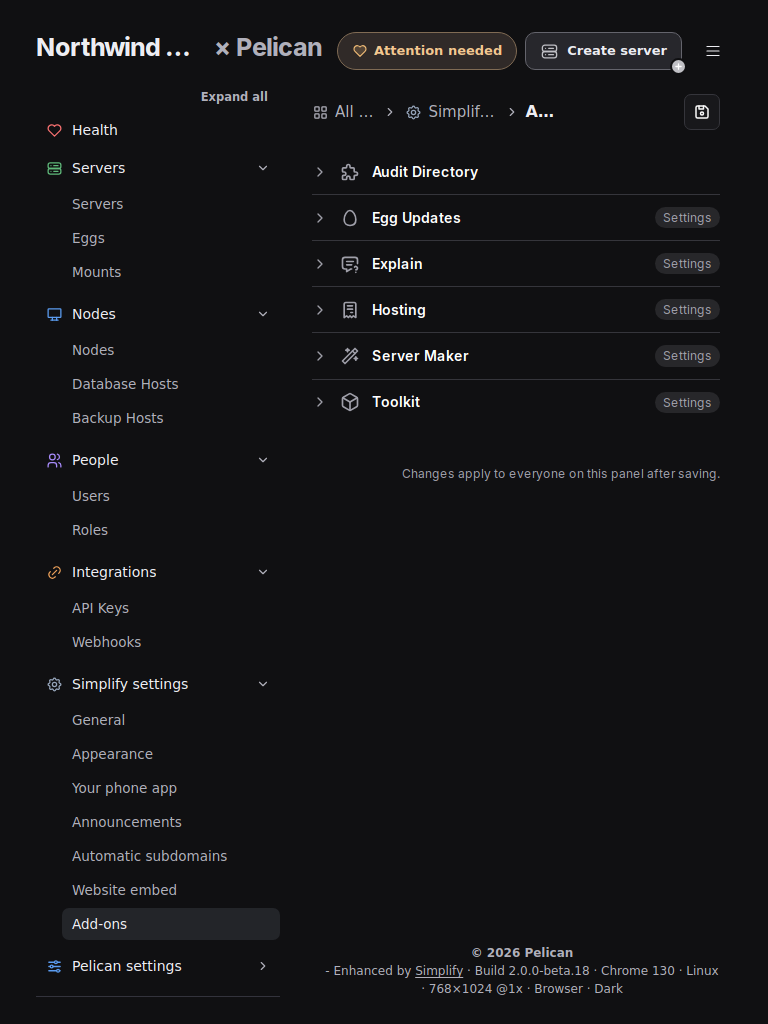 Northwind ... × Pelican
Attention needed
Create server
Expand all
Health
Servers
Servers
Eggs
Mounts
Nodes
Nodes
Database Hosts
Backup Hosts
People
Users
Roles
Integrations
API Keys
Webhooks
Simplify settings
General
Appearance
Your phone app
Announcements
Automatic subdomains
Website embed
Add-ons
Pelican settings
All ... > Simplif... > A...
Audit Directory
Egg Updates Settings
Explain Settings
Hosting Settings
Server Maker Settings
Toolkit Settings
Changes apply to everyone on this panel after saving.
© 2026 Pelican
- Enhanced by Simplify · Build 2.0.0-beta.18 · Chrome 130 · Linux
· 768×1024 @1x · Browser · Dark